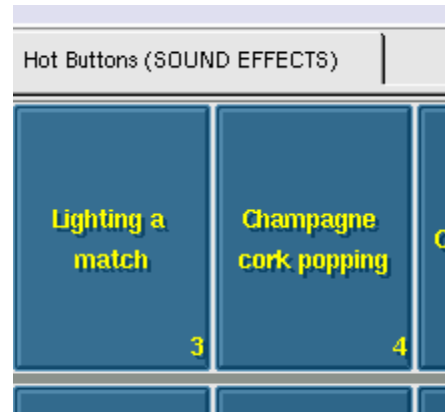 Hot Buttons (SOUND EFFECTS)
Lighting a
match
3
Champagne
cork popping
4